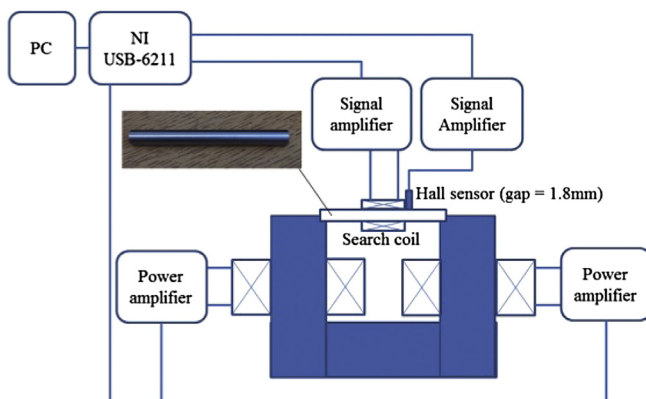 PC
NI
USB-6211
Signal
amplifier
Signal
Amplifier
Hall sensor (gap = 1.8mm)
Search coil
Power
amplifier
Power
amplifier